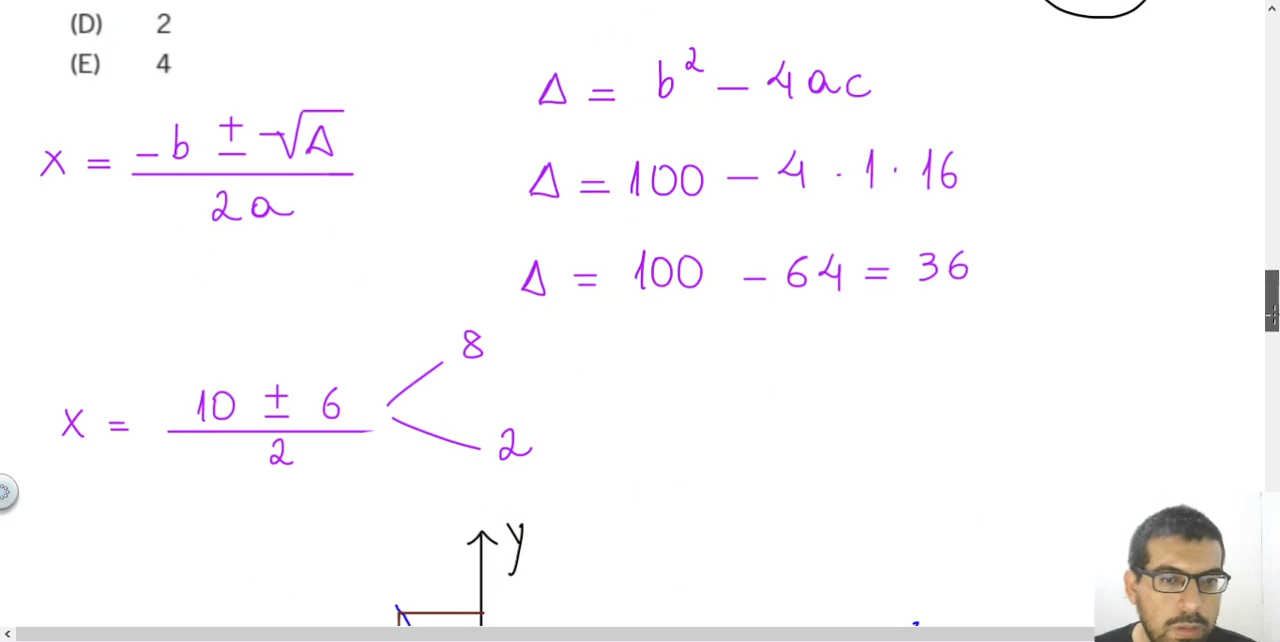 (D) 2
(E) 4
Δ = b² - 4ac
x = -b ± √Δ / 2a
Δ = 100 - 4 · 1 · 16
Δ = 100 - 64 = 36
x = 10 ± 6 / 2
8
2
y